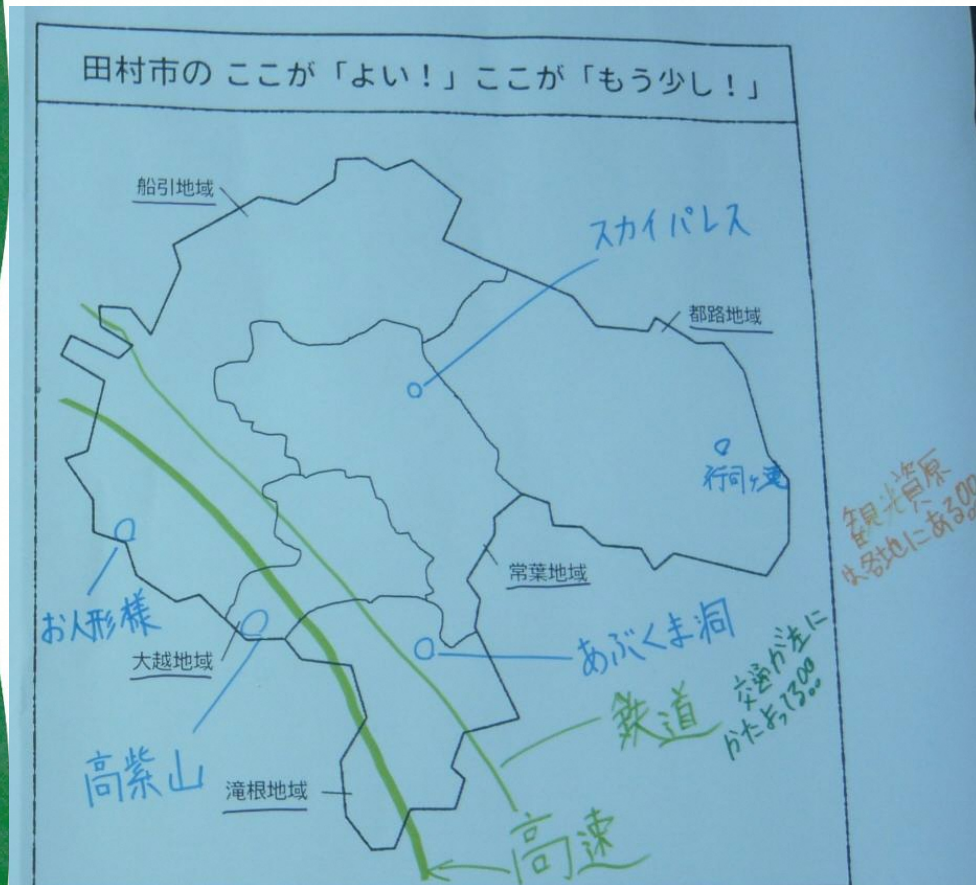 田村市の ここが「よい!」ここが「もう少し!」
船引地域
スカイパレス
都路地域
行司ヶ滝
観光資原
は各地にある。。
常葉地域
お人形様
大越地域
あぶくま洞
交通が左に
かたよってる。。
鉄道
高紫山
滝根地域
高速